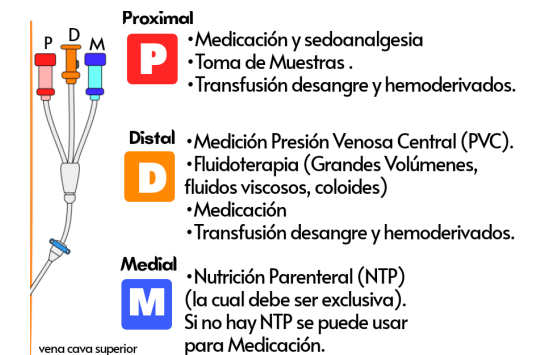 Proximal
P D M
P
•Medicación y sedoanalgesia
•Toma de Muestras .
•Transfusión desangre y hemoderivados.
Distal
D
•Medición Presión Venosa Central (PVC).
•Fluidoterapia (Grandes Volúmenes,
fluidos viscosos, coloides)
•Medicación
•Transfusión desangre y hemoderivados.
Medial
M
•Nutrición Parenteral (NTP)
(la cual debe ser exclusiva).
Si no hay NTP se puede usar
para Medicación.
vena cava superior